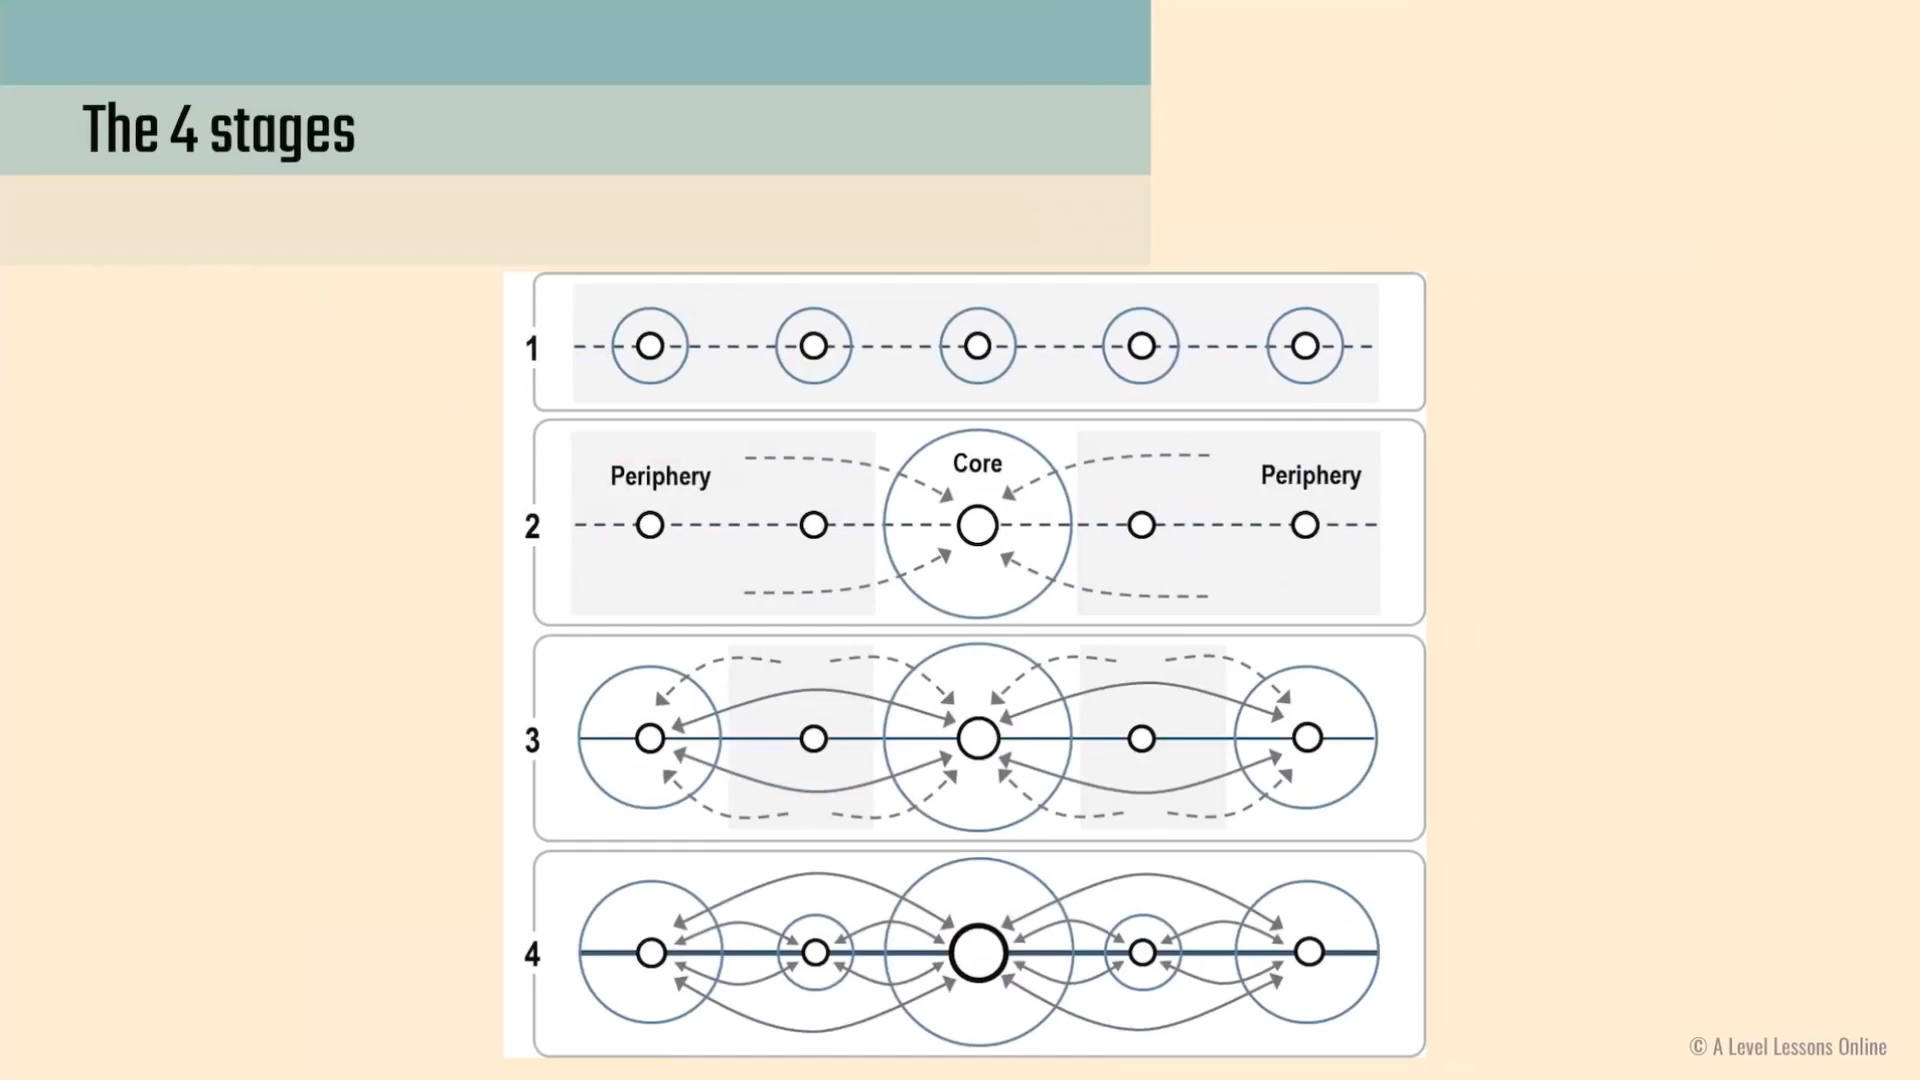 The 4 stages
1
Periphery
Core
Periphery
2
3
4
© A Level Lessons Online